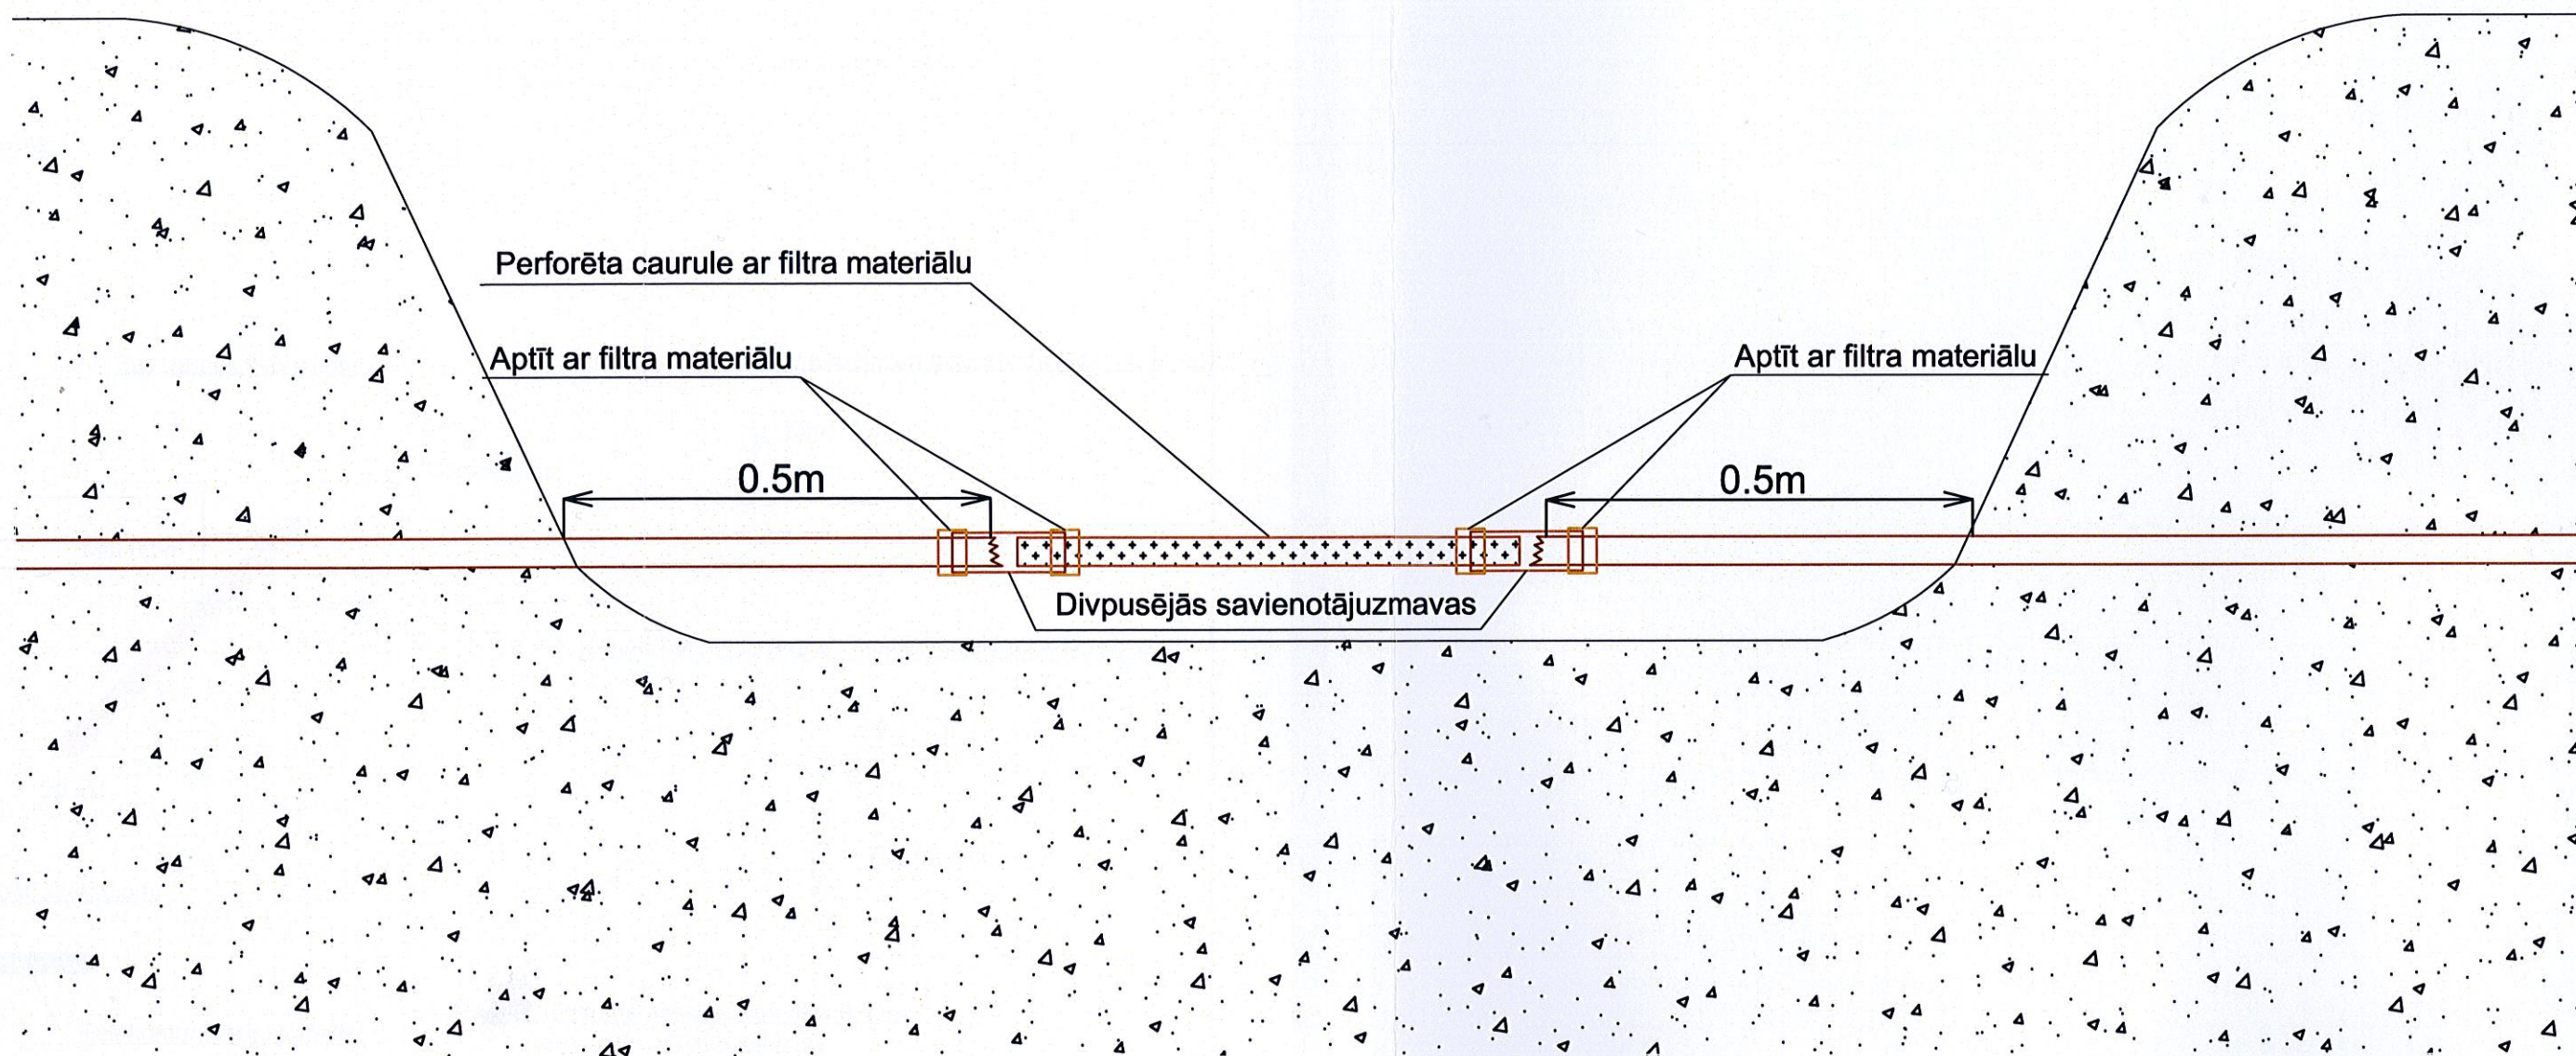 Perforēta caurule ar filtra materiālu
Aptīt ar filtra materiālu
Aptīt ar filtra materiālu
0.5m
0.5m
Divpusējās savienotājuzmavas